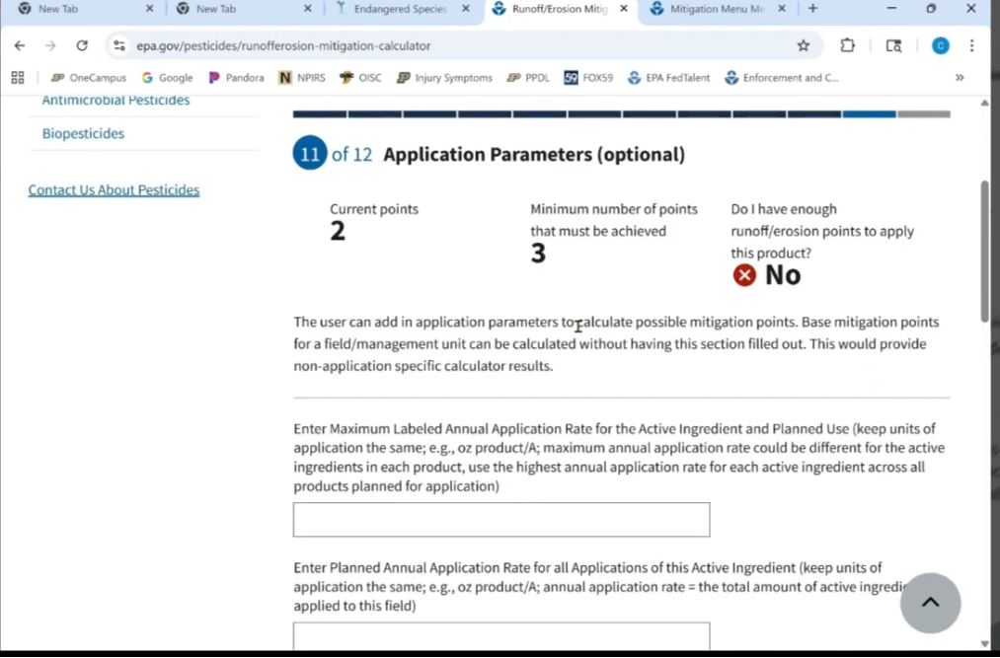 New Tab
New Tab
Endangered Species
Runoff/Erosion Mitig
Mitigation Menu Me
epa.gov/pesticides/runofferosion-mitigation-calculator
OneCampus
Google
Pandora
NPIRS
OISC
Injury Symptoms
PPDL
FOX59
EPA FedTalent
Enforcement and C...
Antimicrobial Pesticides
Biopesticides
Contact Us About Pesticides
11 of 12 Application Parameters (optional)
Current points
2
Minimum number of points
that must be achieved
3
Do I have enough
runoff/erosion points to apply
this product?
No
The user can add in application parameters to calculate possible mitigation points. Base mitigation points
for a field/management unit can be calculated without having this section filled out. This would provide
non-application specific calculator results.
Enter Maximum Labeled Annual Application Rate for the Active Ingredient and Planned Use (keep units of
application the same; e.g., oz product/A; maximum annual application rate could be different for the active
ingredients in each product, use the highest annual application rate for each active ingredient across all
products planned for application)
Enter Planned Annual Application Rate for all Applications of this Active Ingredient (keep units of
application the same; e.g., oz product/A; annual application rate = the total amount of active ingredie
applied to this field)